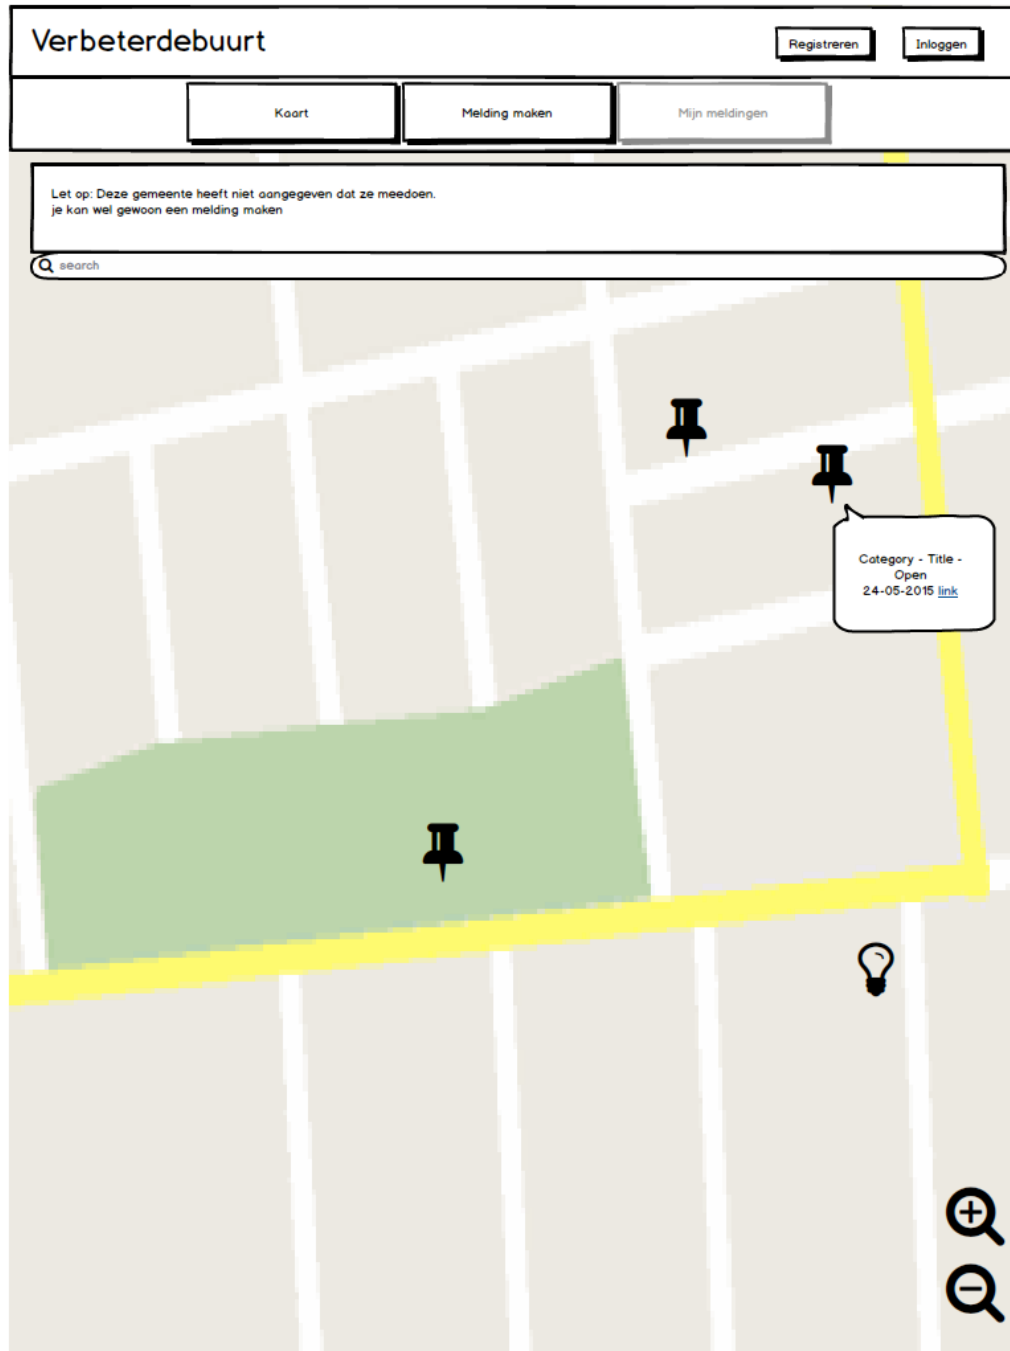 Verbeterdebuurt
Registreren
Inloggen
Kaart
Melding maken
Mijn meldingen
Let op: Deze gemeente heeft niet aangegeven dat ze meedoen.
je kan wel gewoon een melding maken
search
Category - Title -
Open
24-05-2015 link